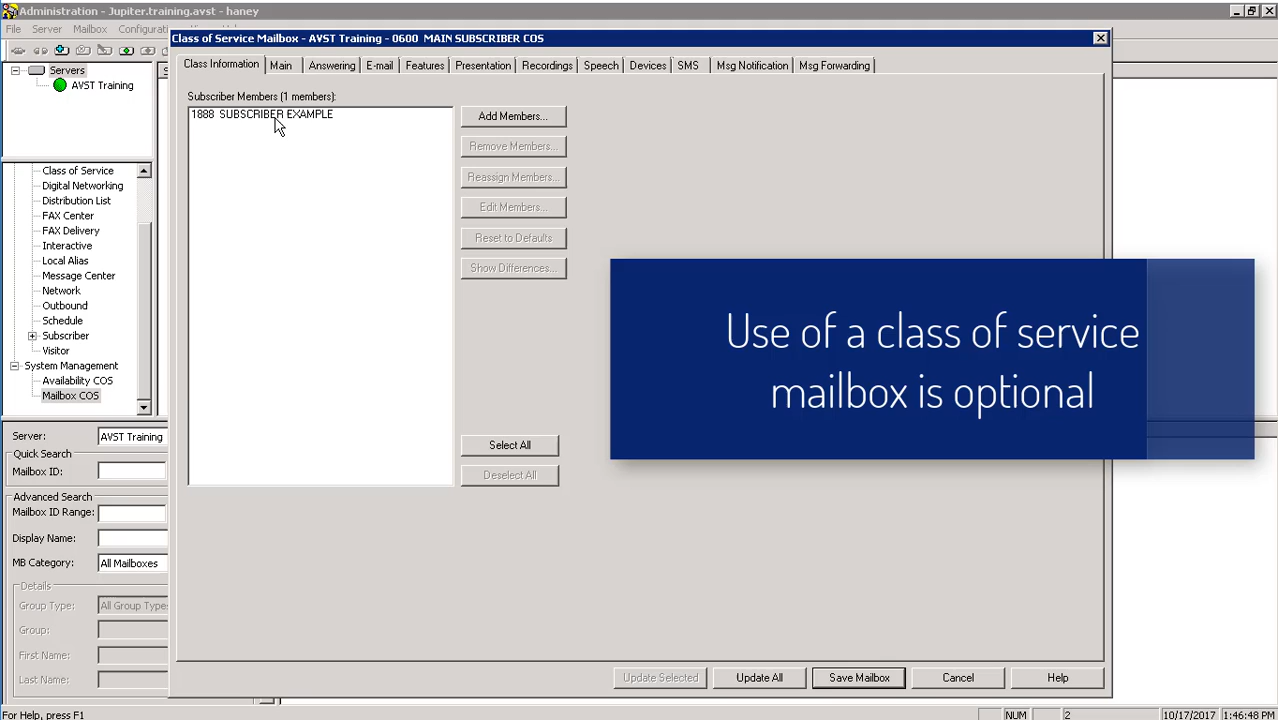 Administration - Jupiter.training.avst - haney
File Server Mailbox
Class of Service Mailbox - AVST Training - 0600 MAIN SUBSCRIBER COS
Class Information Main Answering E-mail Features Presentation Recordings Speech Devices SMS Msg Notification Msg Forwarding
Servers
AVST Training
Class of Service
Digital Networking
Distribution List
FAX Center
FAX Delivery
Interactive
Local Alias
Message Center
Network
Outbound
Schedule
Subscriber
Visitor
System Management
Availability COS
Mailbox COS
Server: AVST Training
Quick Search
Mailbox ID:
Advanced Search
Mailbox ID Range:
Display Name:
MB Category: All Mailboxes
Details
Group Type: All Group Types
Group:
First Name:
Last Name:
Subscriber Members (1 members):
1888 SUBSCRIBER EXAMPLE
Add Members...
Remove Members...
Reassign Members...
Edit Members...
Reset to Defaults
Show Differences...
Select All
Deselect All
Use of a class of service
mailbox is optional
Update Selected Update All Save Mailbox Cancel Help
For Help, press F1 NUM 2 10/17/2017 1:46:48 PM